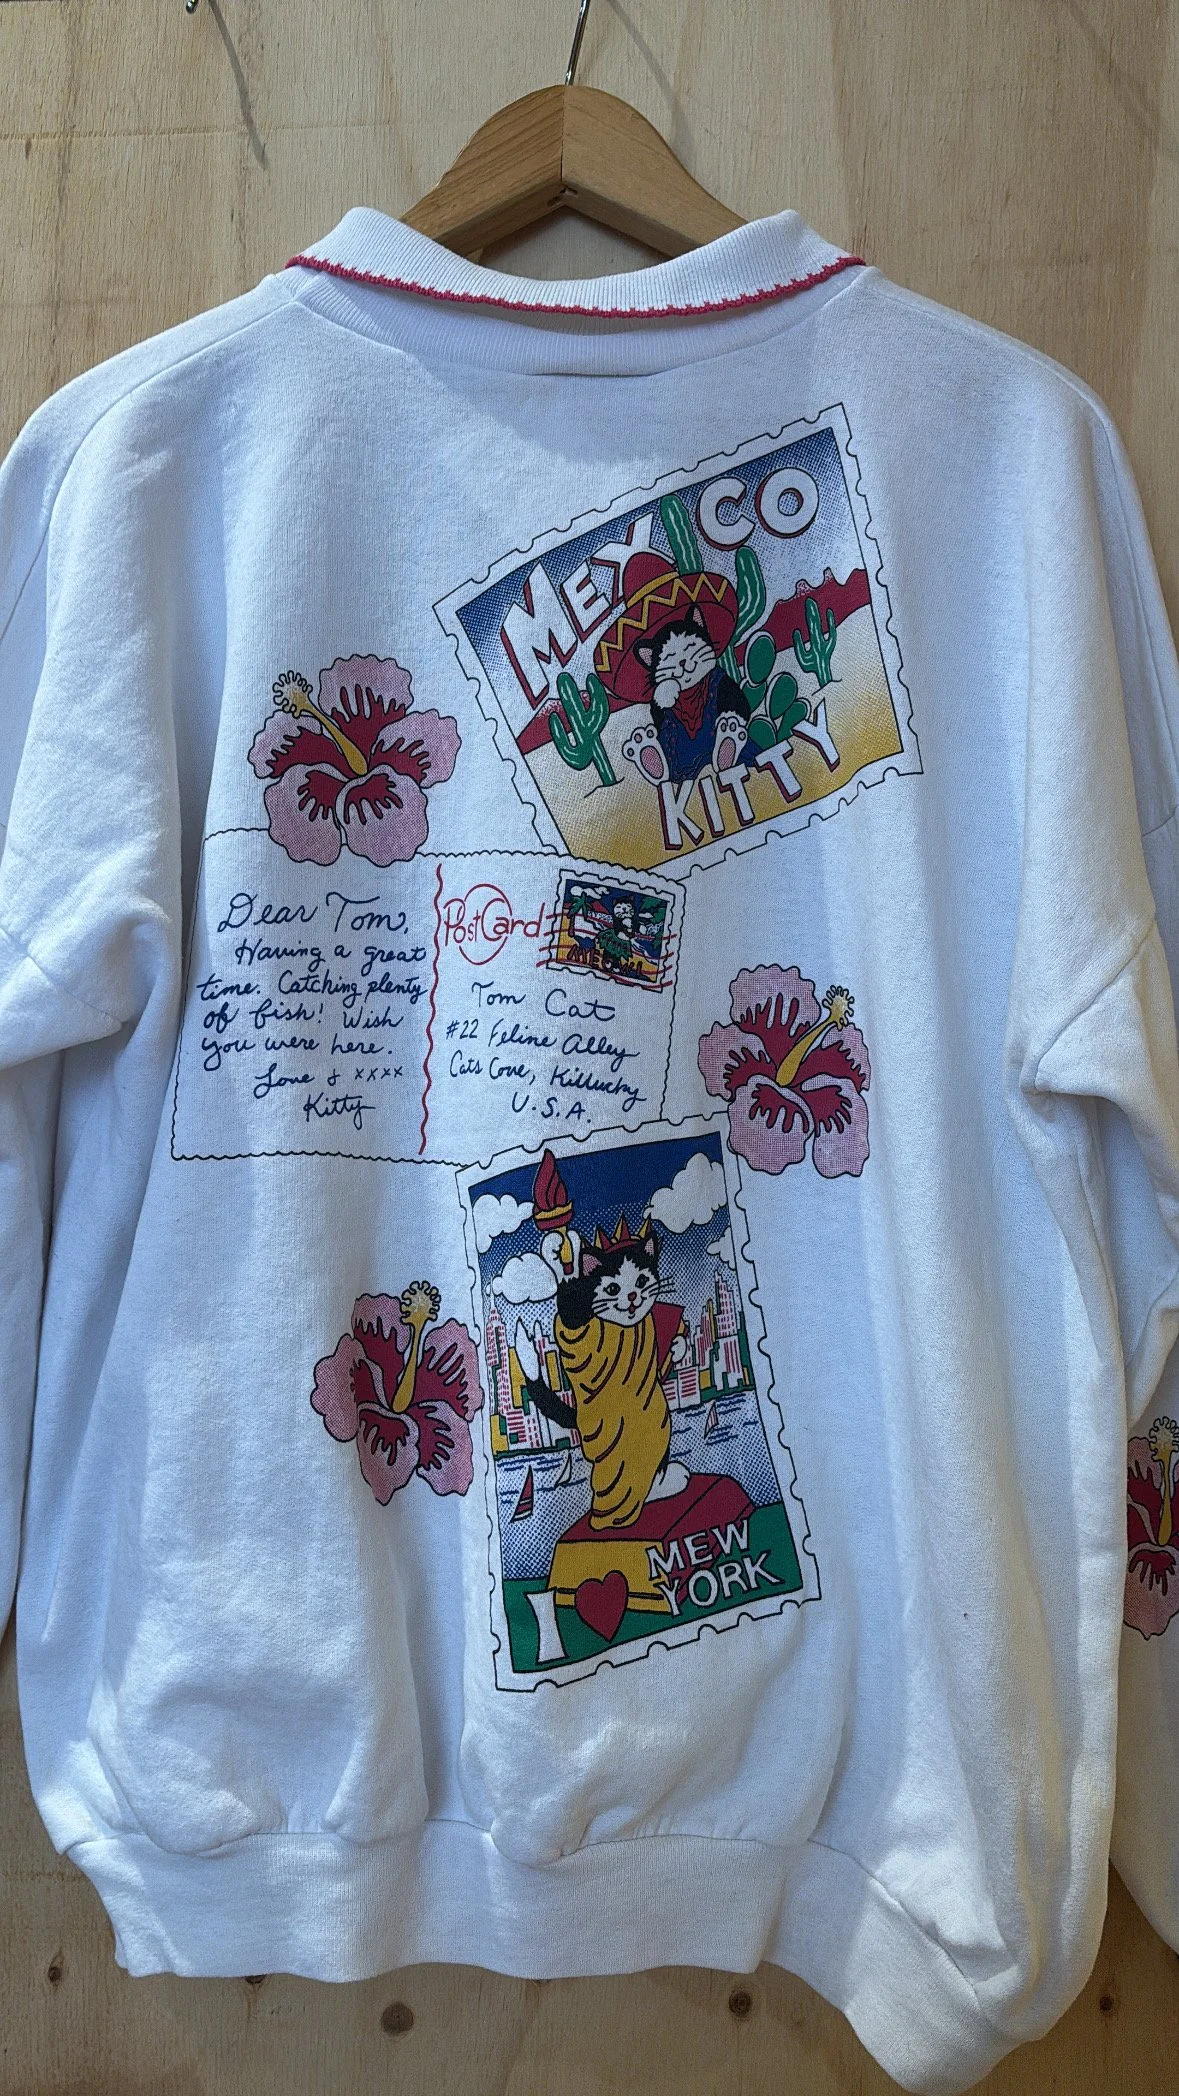 MEXICO
KITTY
Dear Tom,
Having a great
time. Catching plenty
of fish! Wish
you were here.
Love & xxxx
Kitty
PostCard
Tom Cat
#22 Feline Alley
Cats Cove, Killucky
U.S.A.
I ♥ MEW
YORK